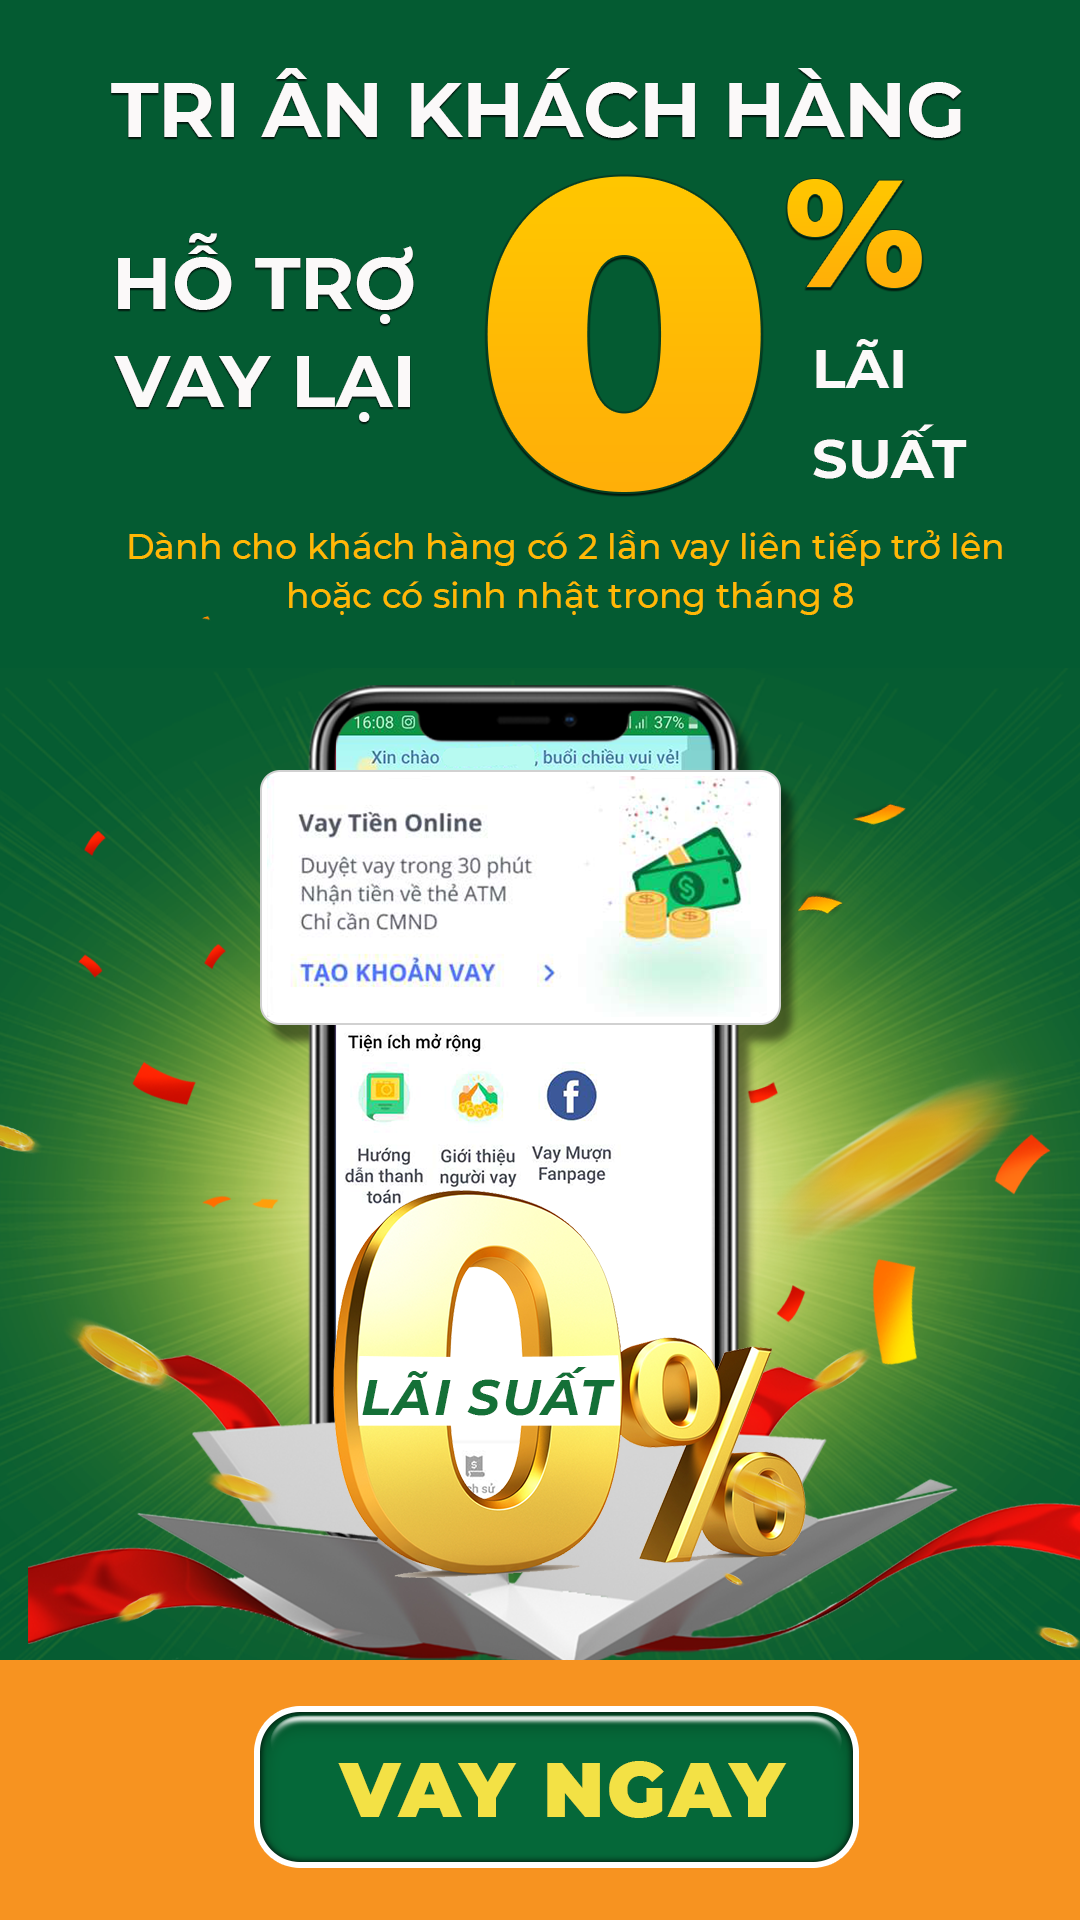 TRI ÂN KHÁCH HÀNG
HỖ TRỢ
VAY LẠI
0%
LÃI
SUẤT
Dành cho khách hàng có 2 lần vay liên tiếp trở lên
hoặc có sinh nhật trong tháng 8
16:08 37%
Xin chào , buổi chiều vui vẻ!
Vay Tiền Online
Duyệt vay trong 30 phút
Nhận tiền về thẻ ATM
Chỉ cần CMND
TẠO KHOẢN VAY >
Tiện ích mở rộng
Hướng
dẫn thanh
toán
Giới thiệu
người vay
Vay Mượn
Fanpage
0%
LÃI SUẤT
sử
VAY NGAY